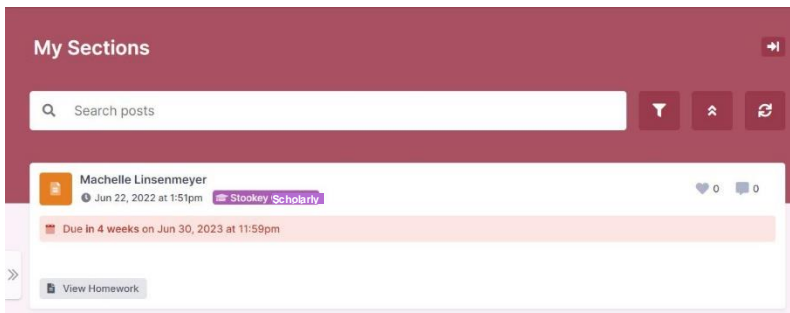 My Sections
Search posts
Machelle Linsenmeyer
Jun 22, 2022 at 1:51pm Stookey Scholarly
0 0
Due in 4 weeks on Jun 30, 2023 at 11:59pm
View Homework